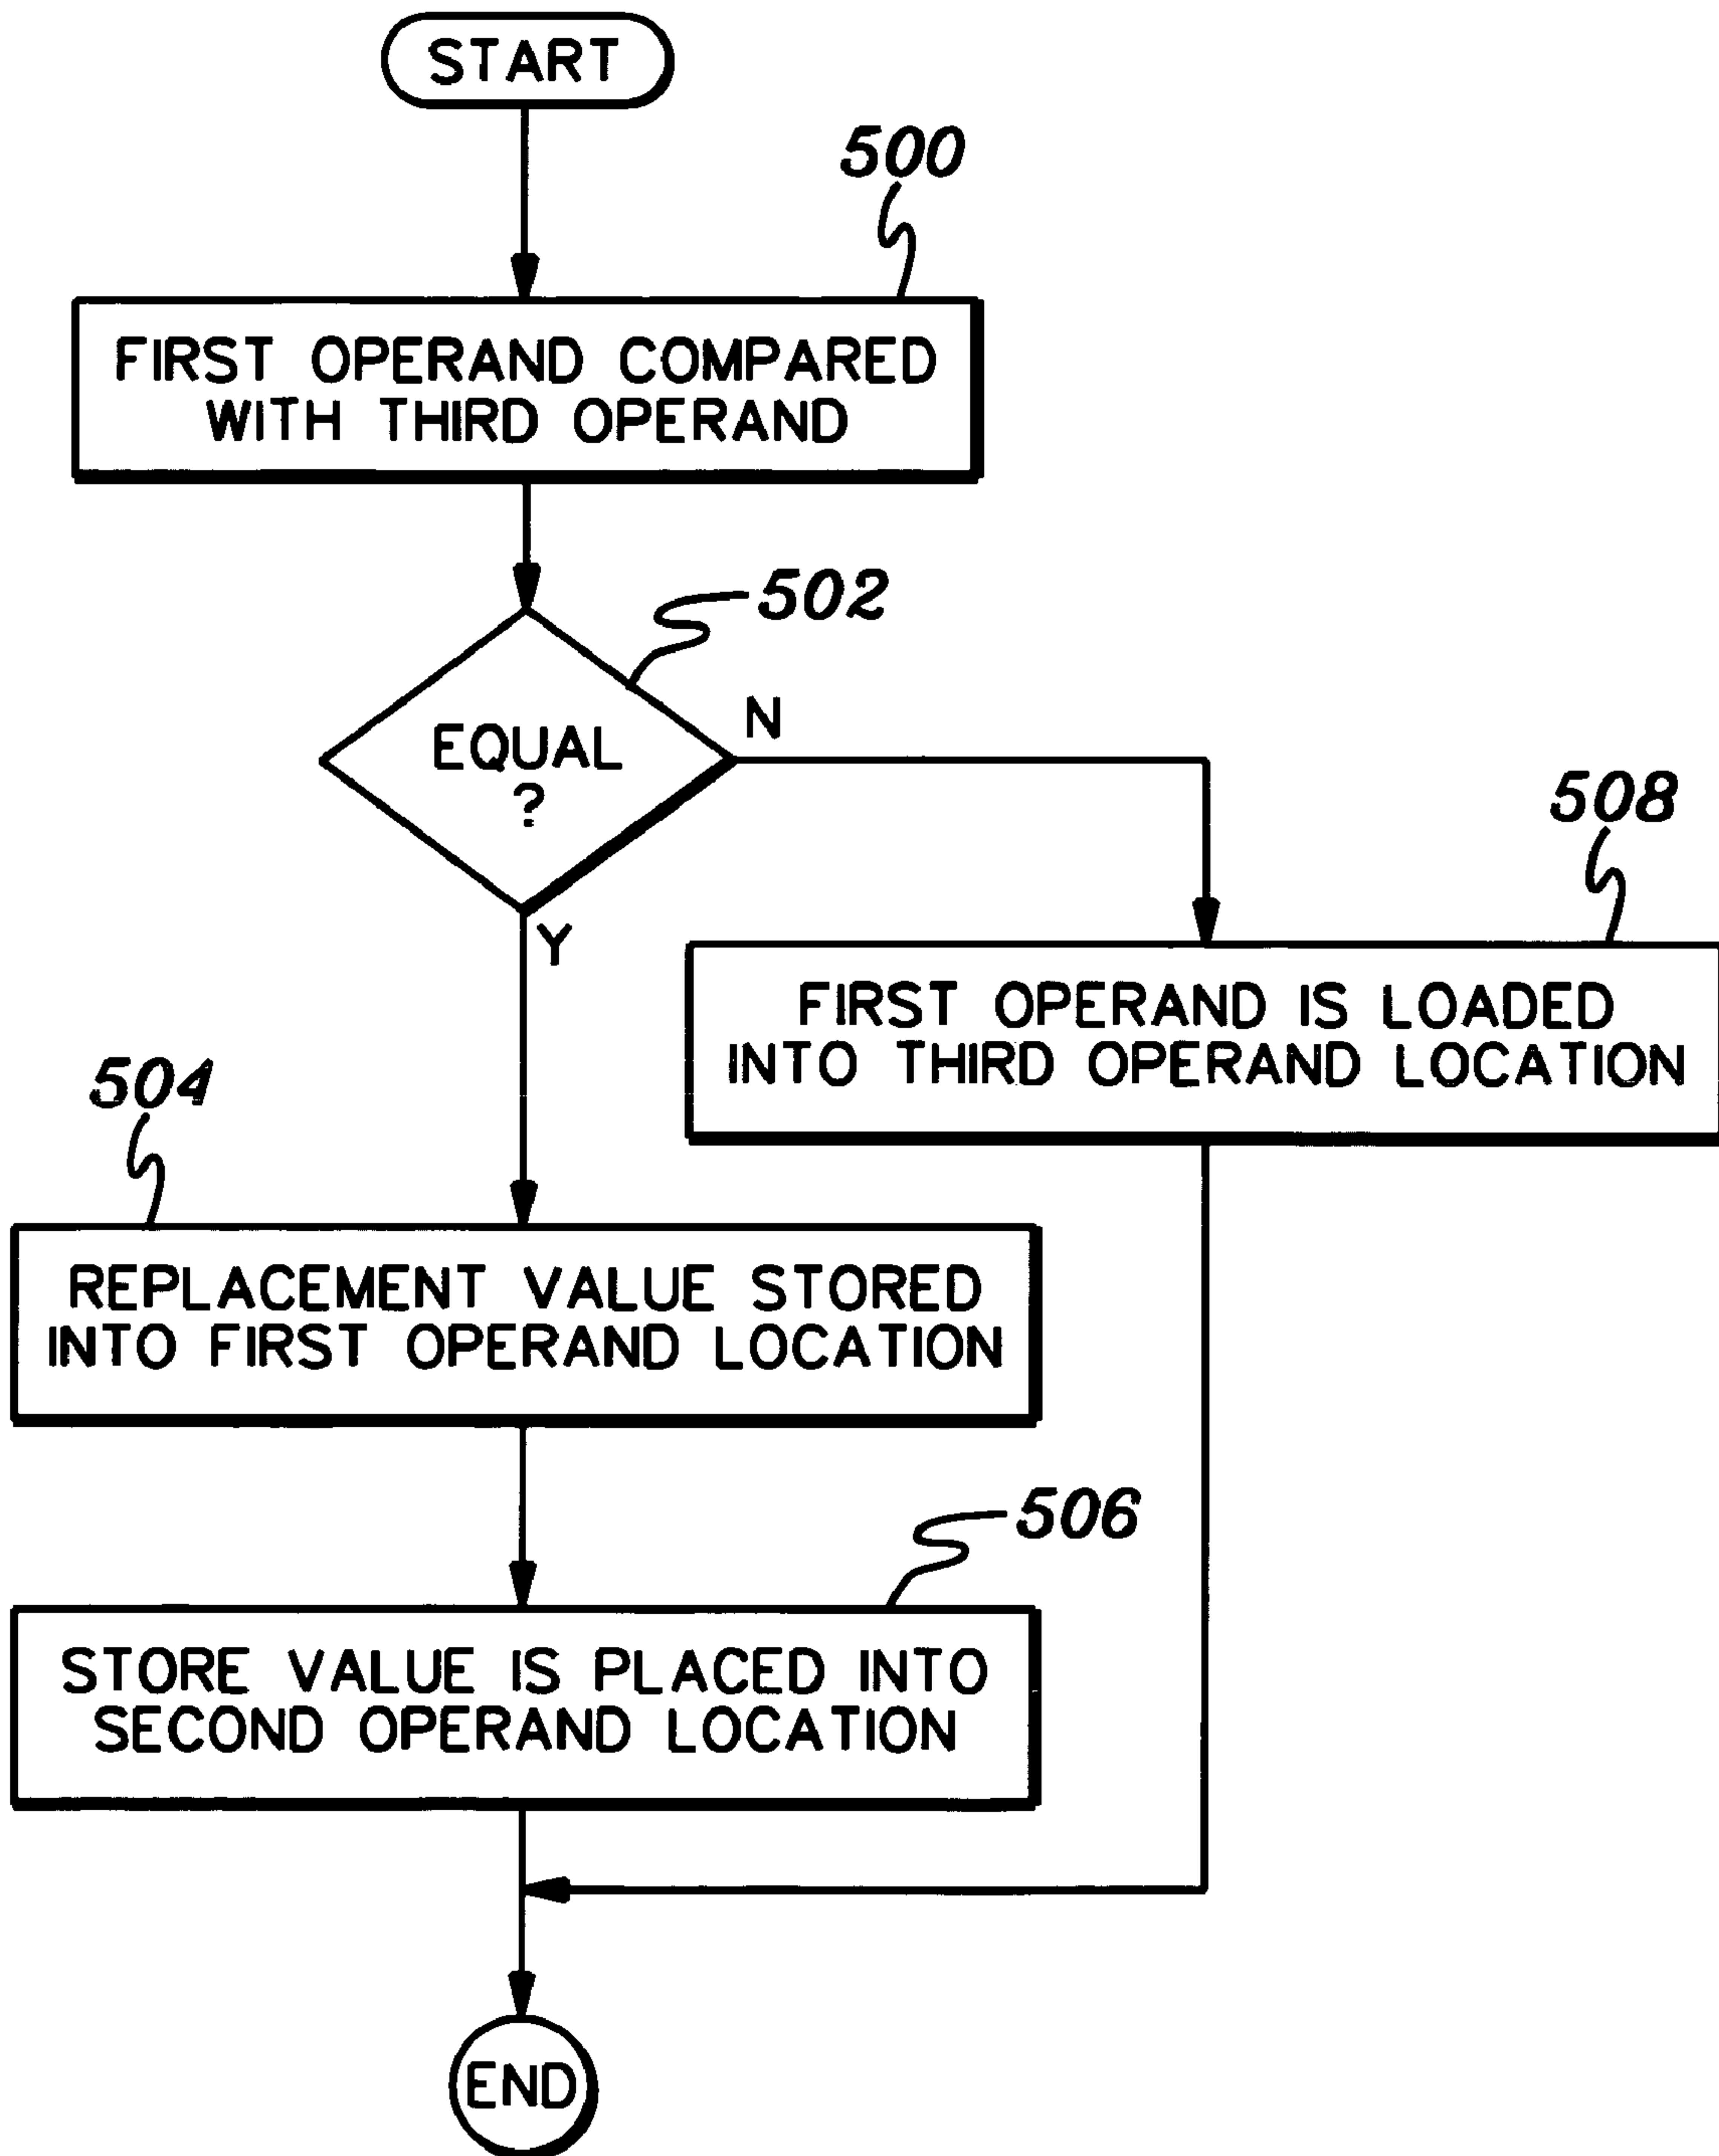 START
500
FIRST OPERAND COMPARED
WITH THIRD OPERAND
502
EQUAL
?
N
Y
508
FIRST OPERAND IS LOADED
INTO THIRD OPERAND LOCATION
504
REPLACEMENT VALUE STORED
INTO FIRST OPERAND LOCATION
506
STORE VALUE IS PLACED INTO
SECOND OPERAND LOCATION
END